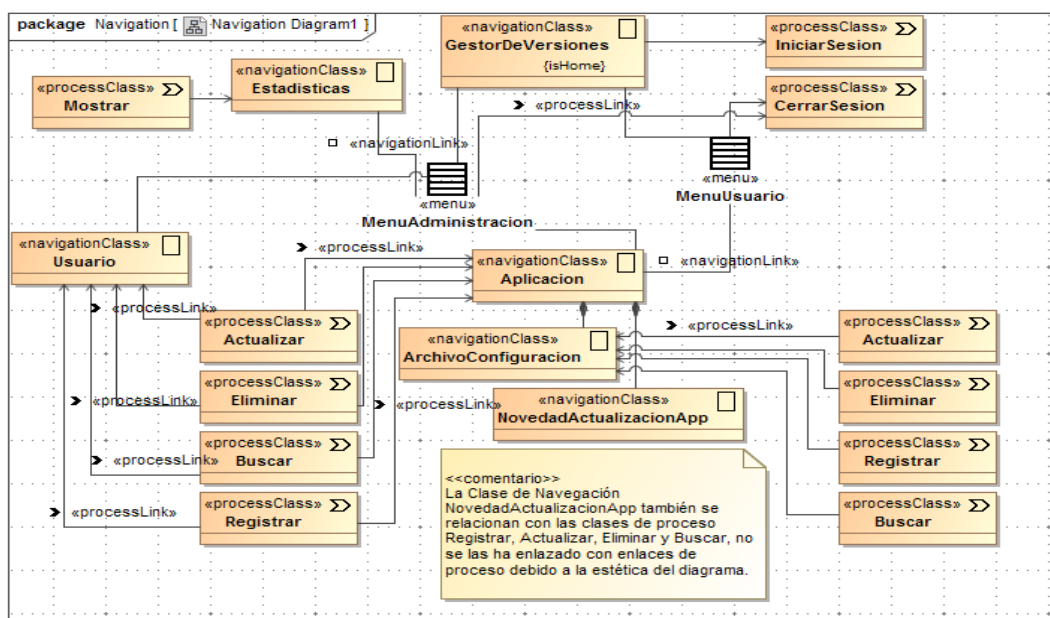 package Navigation [ Navigation Diagram1 ]
«navigationClass»
GestorDeVersiones
{isHome}
«processClass»
IniciarSesion
«processClass»
Mostrar
«navigationClass»
Estadisticas
«processClass»
CerrarSesion
«processLink»
«navigationLink»
«menu»
MenuAdministracion
«menu»
MenuUsuario
«navigationClass»
Usuario
«processLink»
«navigationClass»
Aplicacion
«navigationLink»
«processLink»
«processClass»
Actualizar
«navigationClass»
ArchivoConfiguracion
«processLink»
«processClass»
Actualizar
«processClass»
Eliminar
«processLink»
«processLink»
«navigationClass»
NovedadActualizacionApp
«processClass»
Eliminar
«processClass»
Buscar
«processLink»
«processClass»
Registrar
«processClass»
Registrar
«processLink»
«processClass»
Buscar
<<comentario>>
La Clase de Navegación
NovedadActualizacionApp también se
relacionan con las clases de proceso
Registrar, Actualizar, Eliminar y Buscar, no
se las ha enlazado con enlaces de
proceso debido a la estética del diagrama.